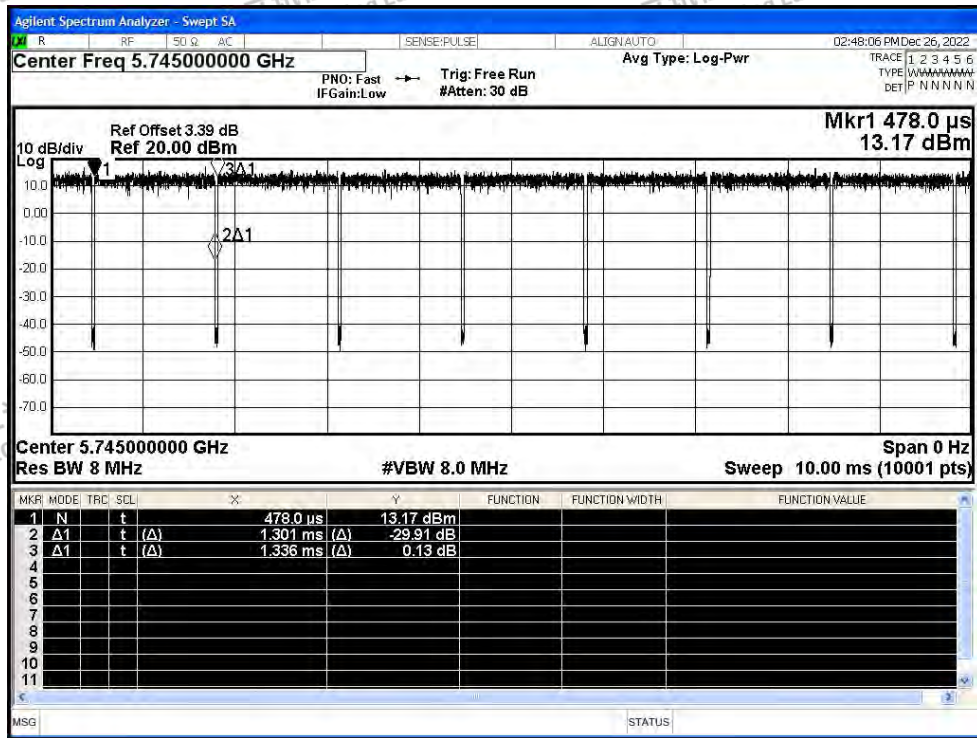 Agilent Spectrum Analyzer - Swept SA
LXI R RF 50 Ω AC SENSE:PULSE ALIGN AUTO 02:48:06 PM Dec 26, 2022
Center Freq 5.745000000 GHz
PNO: Fast
IFGain:Low
Trig: Free Run
#Atten: 30 dB
Avg Type: Log-Pwr
TRACE 1 2 3 4 5 6
TYPE WWWWWW
DET P N N N N N
Mkr1 478.0 µs
13.17 dBm
10 dB/div
Log
Ref Offset 3.39 dB
Ref 20.00 dBm
1
3Δ1
2Δ1
10.0
0.00
-10.0
-20.0
-30.0
-40.0
-50.0
-60.0
-70.0
Center 5.745000000 GHz Span 0 Hz
Res BW 8 MHz #VBW 8.0 MHz Sweep 10.00 ms (10001 pts)
MKR MODE TRC SCL X Y FUNCTION FUNCTION WIDTH FUNCTION VALUE
1 N t 478.0 µs 13.17 dBm
2 Δ1 t (Δ) 1.301 ms (Δ) -29.91 dB
3 Δ1 t (Δ) 1.336 ms (Δ) 0.13 dB
4
5
6
7
8
9
10
11
MSG STATUS